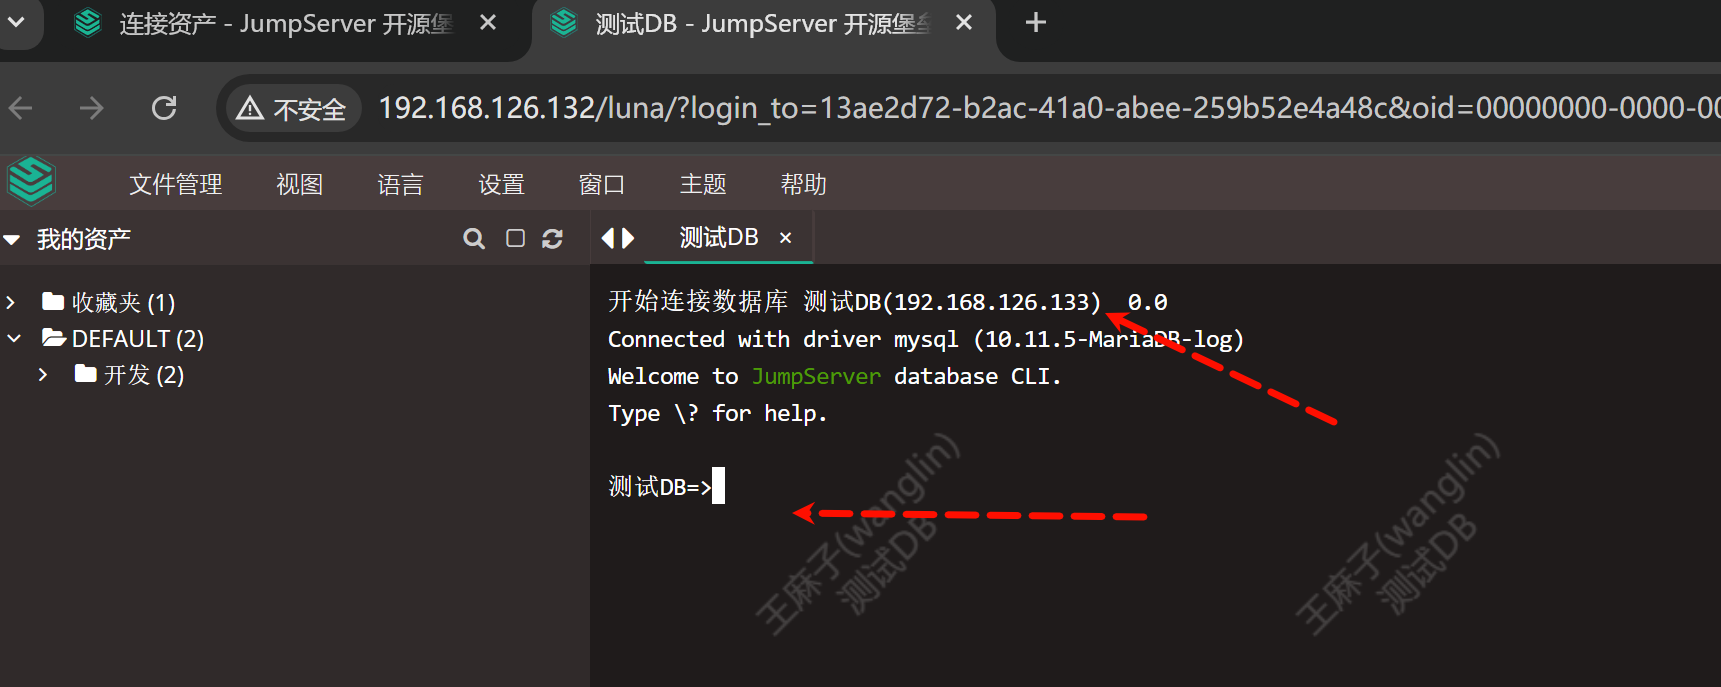 连接资产 - JumpServer 开源堡
测试DB - JumpServer 开源堡
不安全
192.168.126.132/luna/?login_to=13ae2d72-b2ac-41a0-abee-259b52e4a48c&oid=00000000-0000-00
文件管理 视图 语言 设置 窗口 主题 帮助
我的资产
测试DB ×
收藏夹 (1)
DEFAULT (2)
开发 (2)
开始连接数据库 测试DB(192.168.126.133)  0.0
Connected with driver mysql (10.11.5-MariaDB-log)
Welcome to JumpServer database CLI.
Type \? for help.
测试DB=>
王麻子(wanglin)
测试DB
王麻子(wanglin)
测试DB